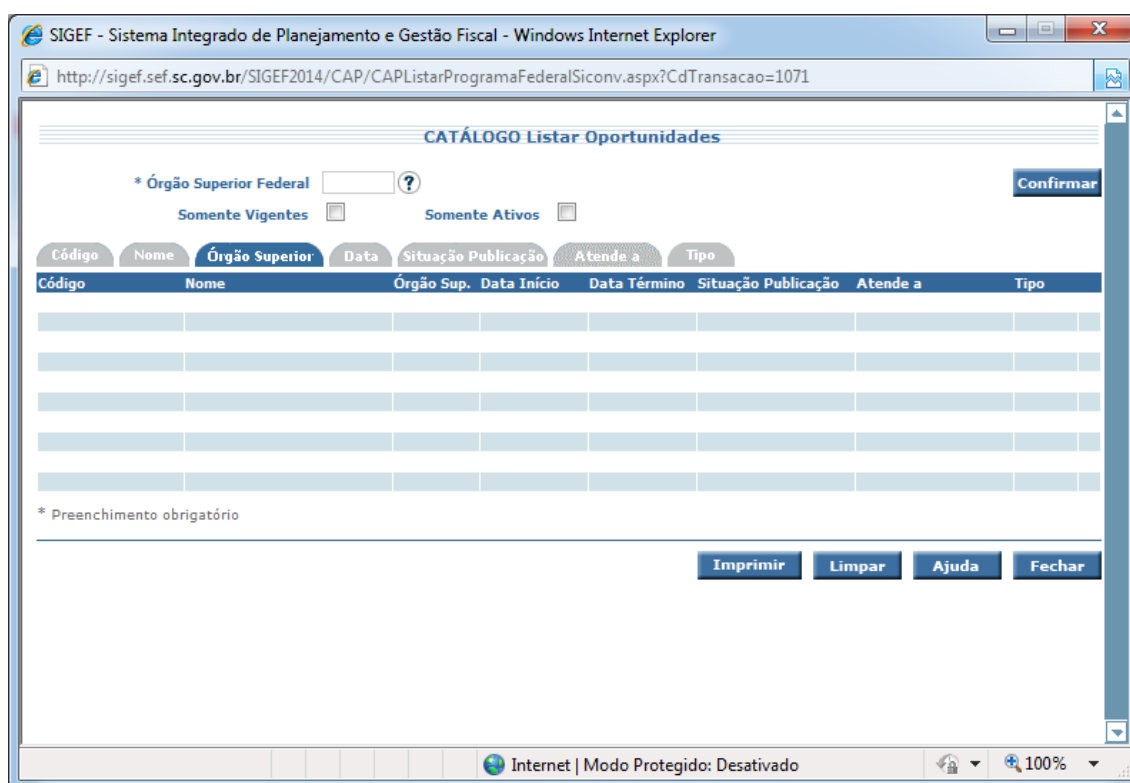 SIGEF - Sistema Integrado de Planejamento e Gestão Fiscal - Windows Internet Explorer
http://sigef.sef.sc.gov.br/SIGEF2014/CAP/CAPListarProgramaFederalSiconv.aspx?CdTransacao=1071
CATÁLOGO Listar Oportunidades
* Órgão Superior Federal ? Confirmar
Somente Vigentes Somente Ativos
Código Nome Órgão Superior Data Situação Publicação Atende a Tipo
Código Nome Órgão Sup. Data Início Data Término Situação Publicação Atende a Tipo
* Preenchimento obrigatório
Imprimir Limpar Ajuda Fechar
Internet | Modo Protegido: Desativado 100%